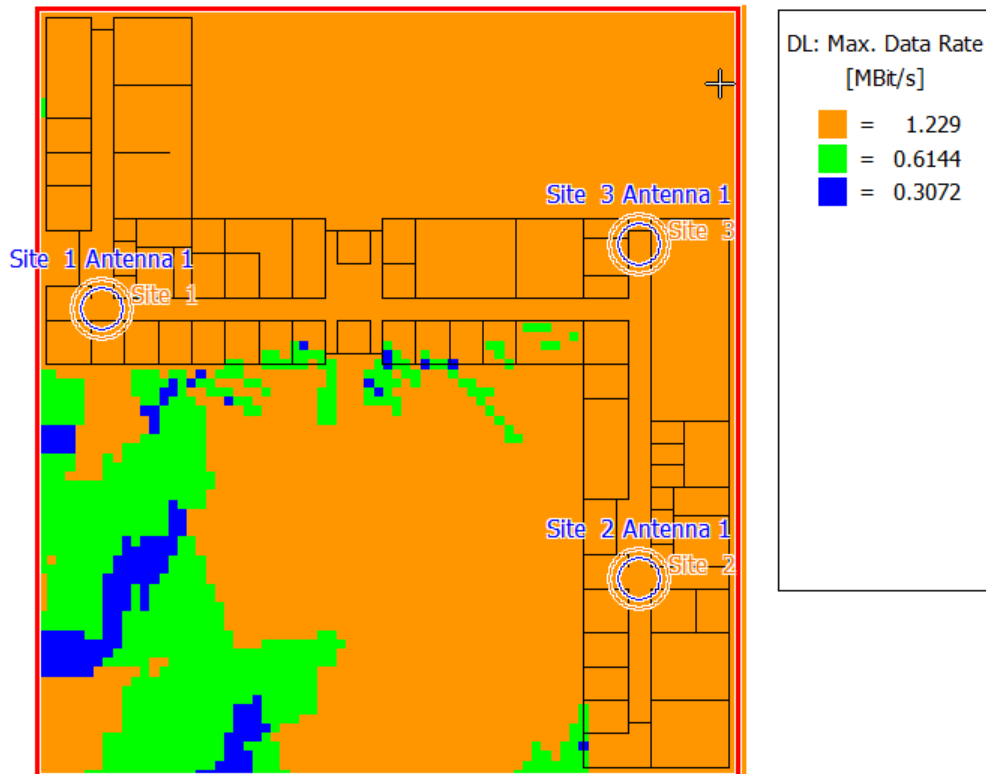 DL: Max. Data Rate
[MBit/s]
= 1.229
= 0.6144
= 0.3072
Site 3 Antenna 1
Site 3
Site 1 Antenna 1
Site 1
Site 2 Antenna 1
Site 2